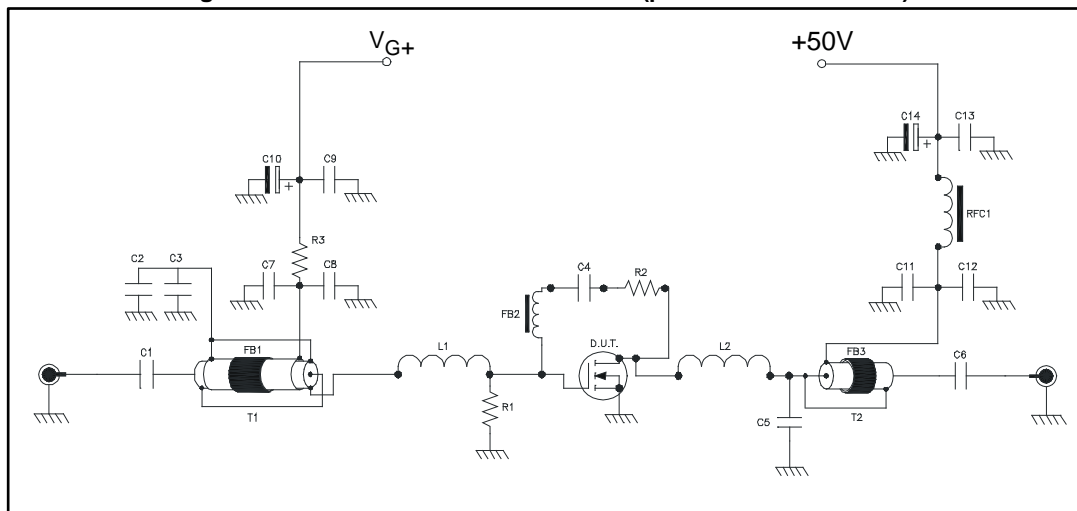 VG+
+50V
C14
C13
C10
+
C9
+
RFC1
R3
C2
C3
C7
C8
C4
R2
C11
C12
FB2
D.U.T.
C1
FB1
L1
L2
FB3
C6
R1
T1
C5
T2